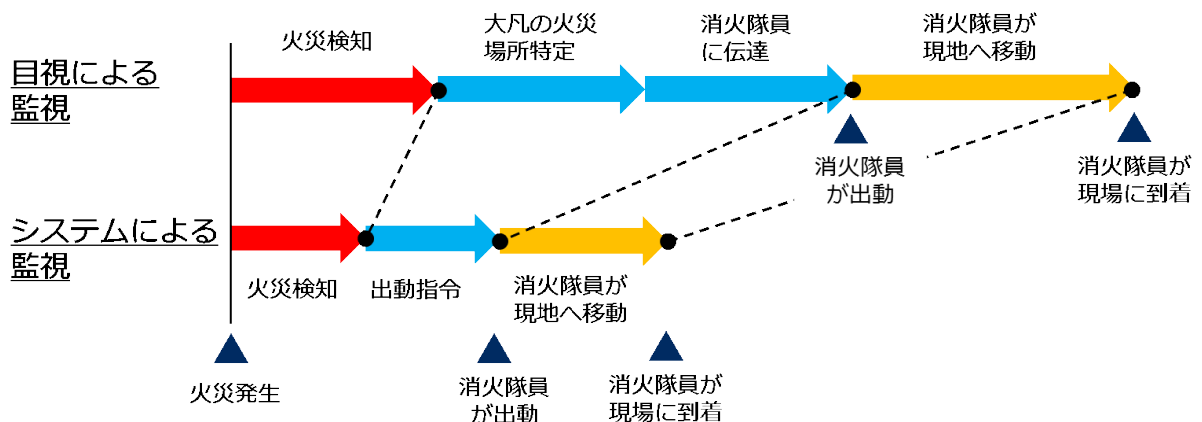 火災検知
大凡の火災
場所特定
消火隊員
に伝達
消火隊員が
現地へ移動
目視による
監視
消火隊員
が出動
消火隊員が
現場に到着
システムによる
監視
火災検知
出動指令
消火隊員が
現地へ移動
火災発生
消火隊員
が出動
消火隊員が
現場に到着